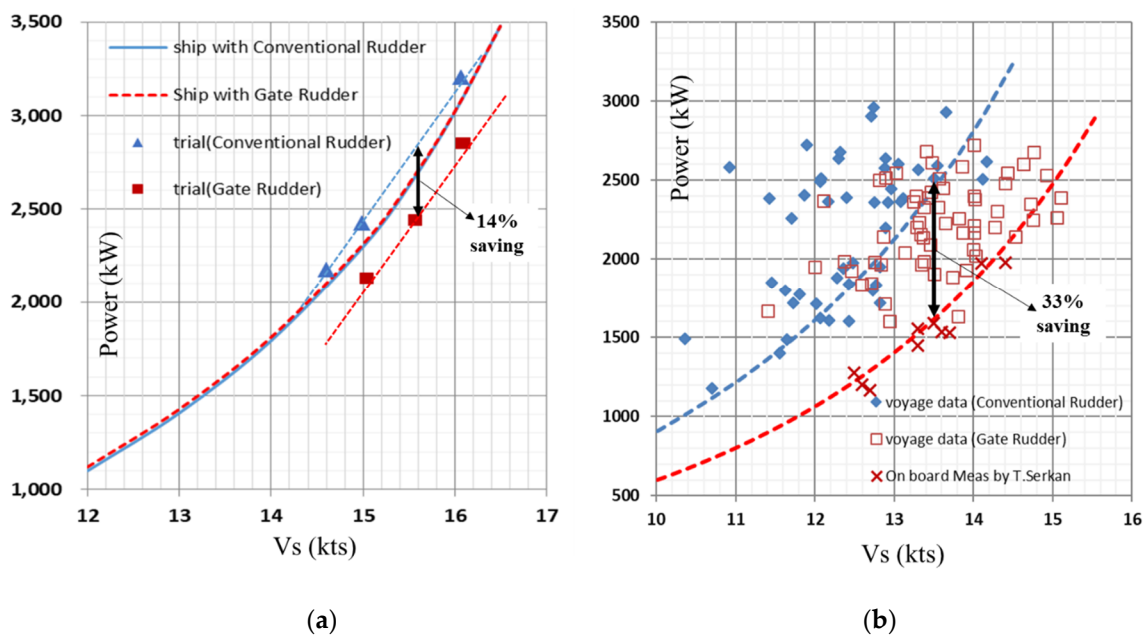 3,500
3,000
2,500
2,000
1,500
1,000
Power (kW)
ship with Conventional Rudder
Ship with Gate Rudder
trial(Conventional Rudder)
trial(Gate Rudder)
14%
saving
12 13 14 15 16 17
Vs (kts)
(a)
3500
3000
2500
2000
1500
1000
500
Power (kW)
33%
saving
voyage data (Conventional Rudder)
voyage data (Gate Rudder)
On board Meas by T.Serkan
10 11 12 13 14 15 16
Vs (kts)
(b)